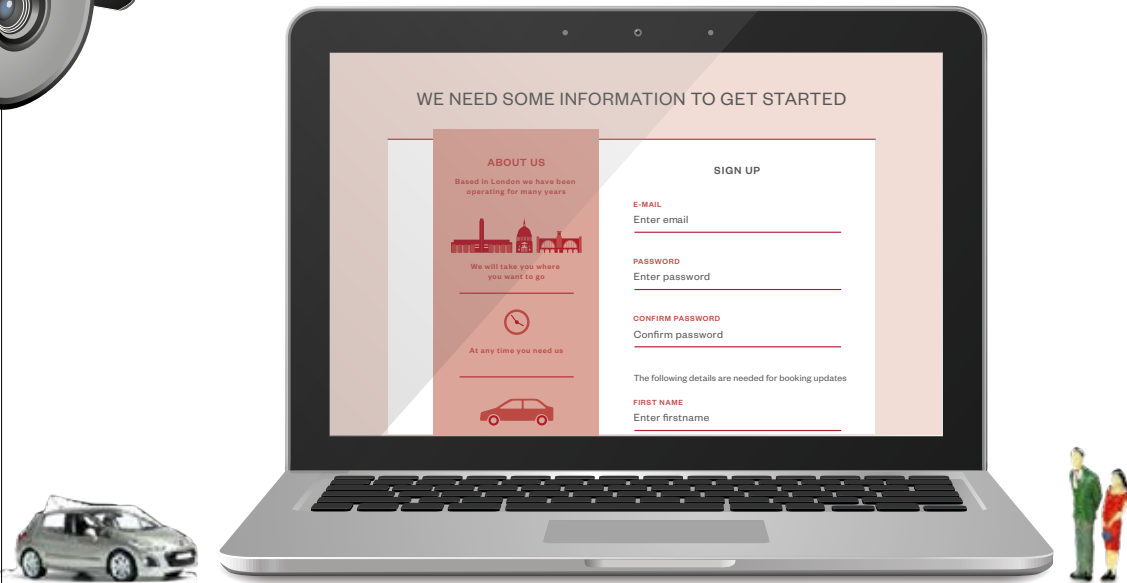 WE NEED SOME INFORMATION TO GET STARTED
ABOUT US
Based in London we have been
operating for many years
We will take you where
you want to go
At any time you need us
SIGN UP
E-MAIL
Enter email
PASSWORD
Enter password
CONFIRM PASSWORD
Confirm password
The following details are needed for booking updates
FIRST NAME
Enter firstname